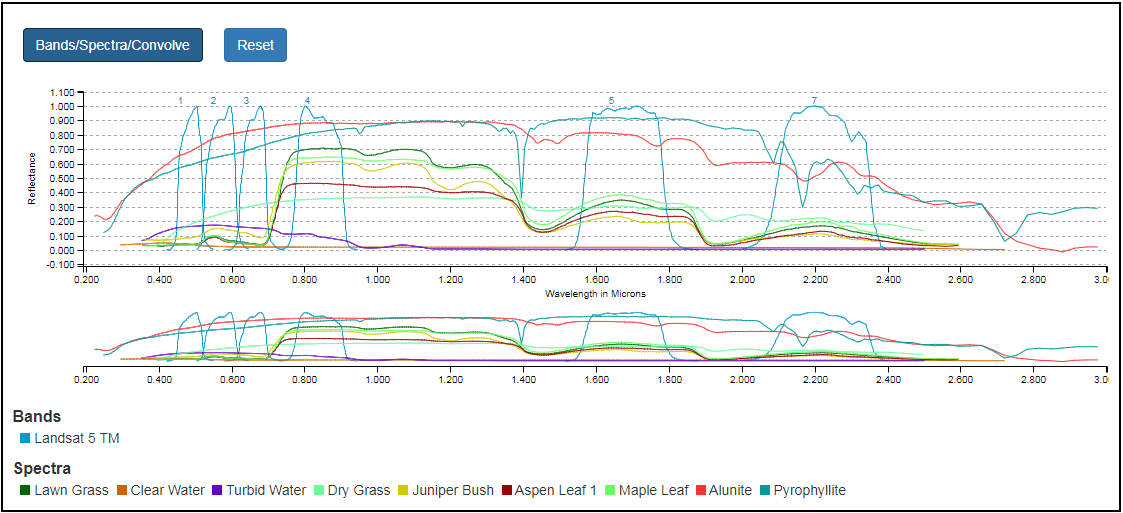 Bands/Spectra/Convolve Reset
1.100
1 2 3 4 5 7
1.000
0.900
0.800
0.700
0.600
0.500
0.400
0.300
0.200
0.100
0.000
-0.100
Reflectance
0.200 0.400 0.600 0.800 1.000 1.200 1.400 1.600 1.800 2.000 2.200 2.400 2.600 2.800 3.0
Wavelength in Microns
0.200 0.400 0.600 0.800 1.000 1.200 1.400 1.600 1.800 2.000 2.200 2.400 2.600 2.800 3.0
Bands
Landsat 5 TM
Spectra
Lawn Grass Clear Water Turbid Water Dry Grass Juniper Bush Aspen Leaf 1 Maple Leaf Alunite Pyrophyllite